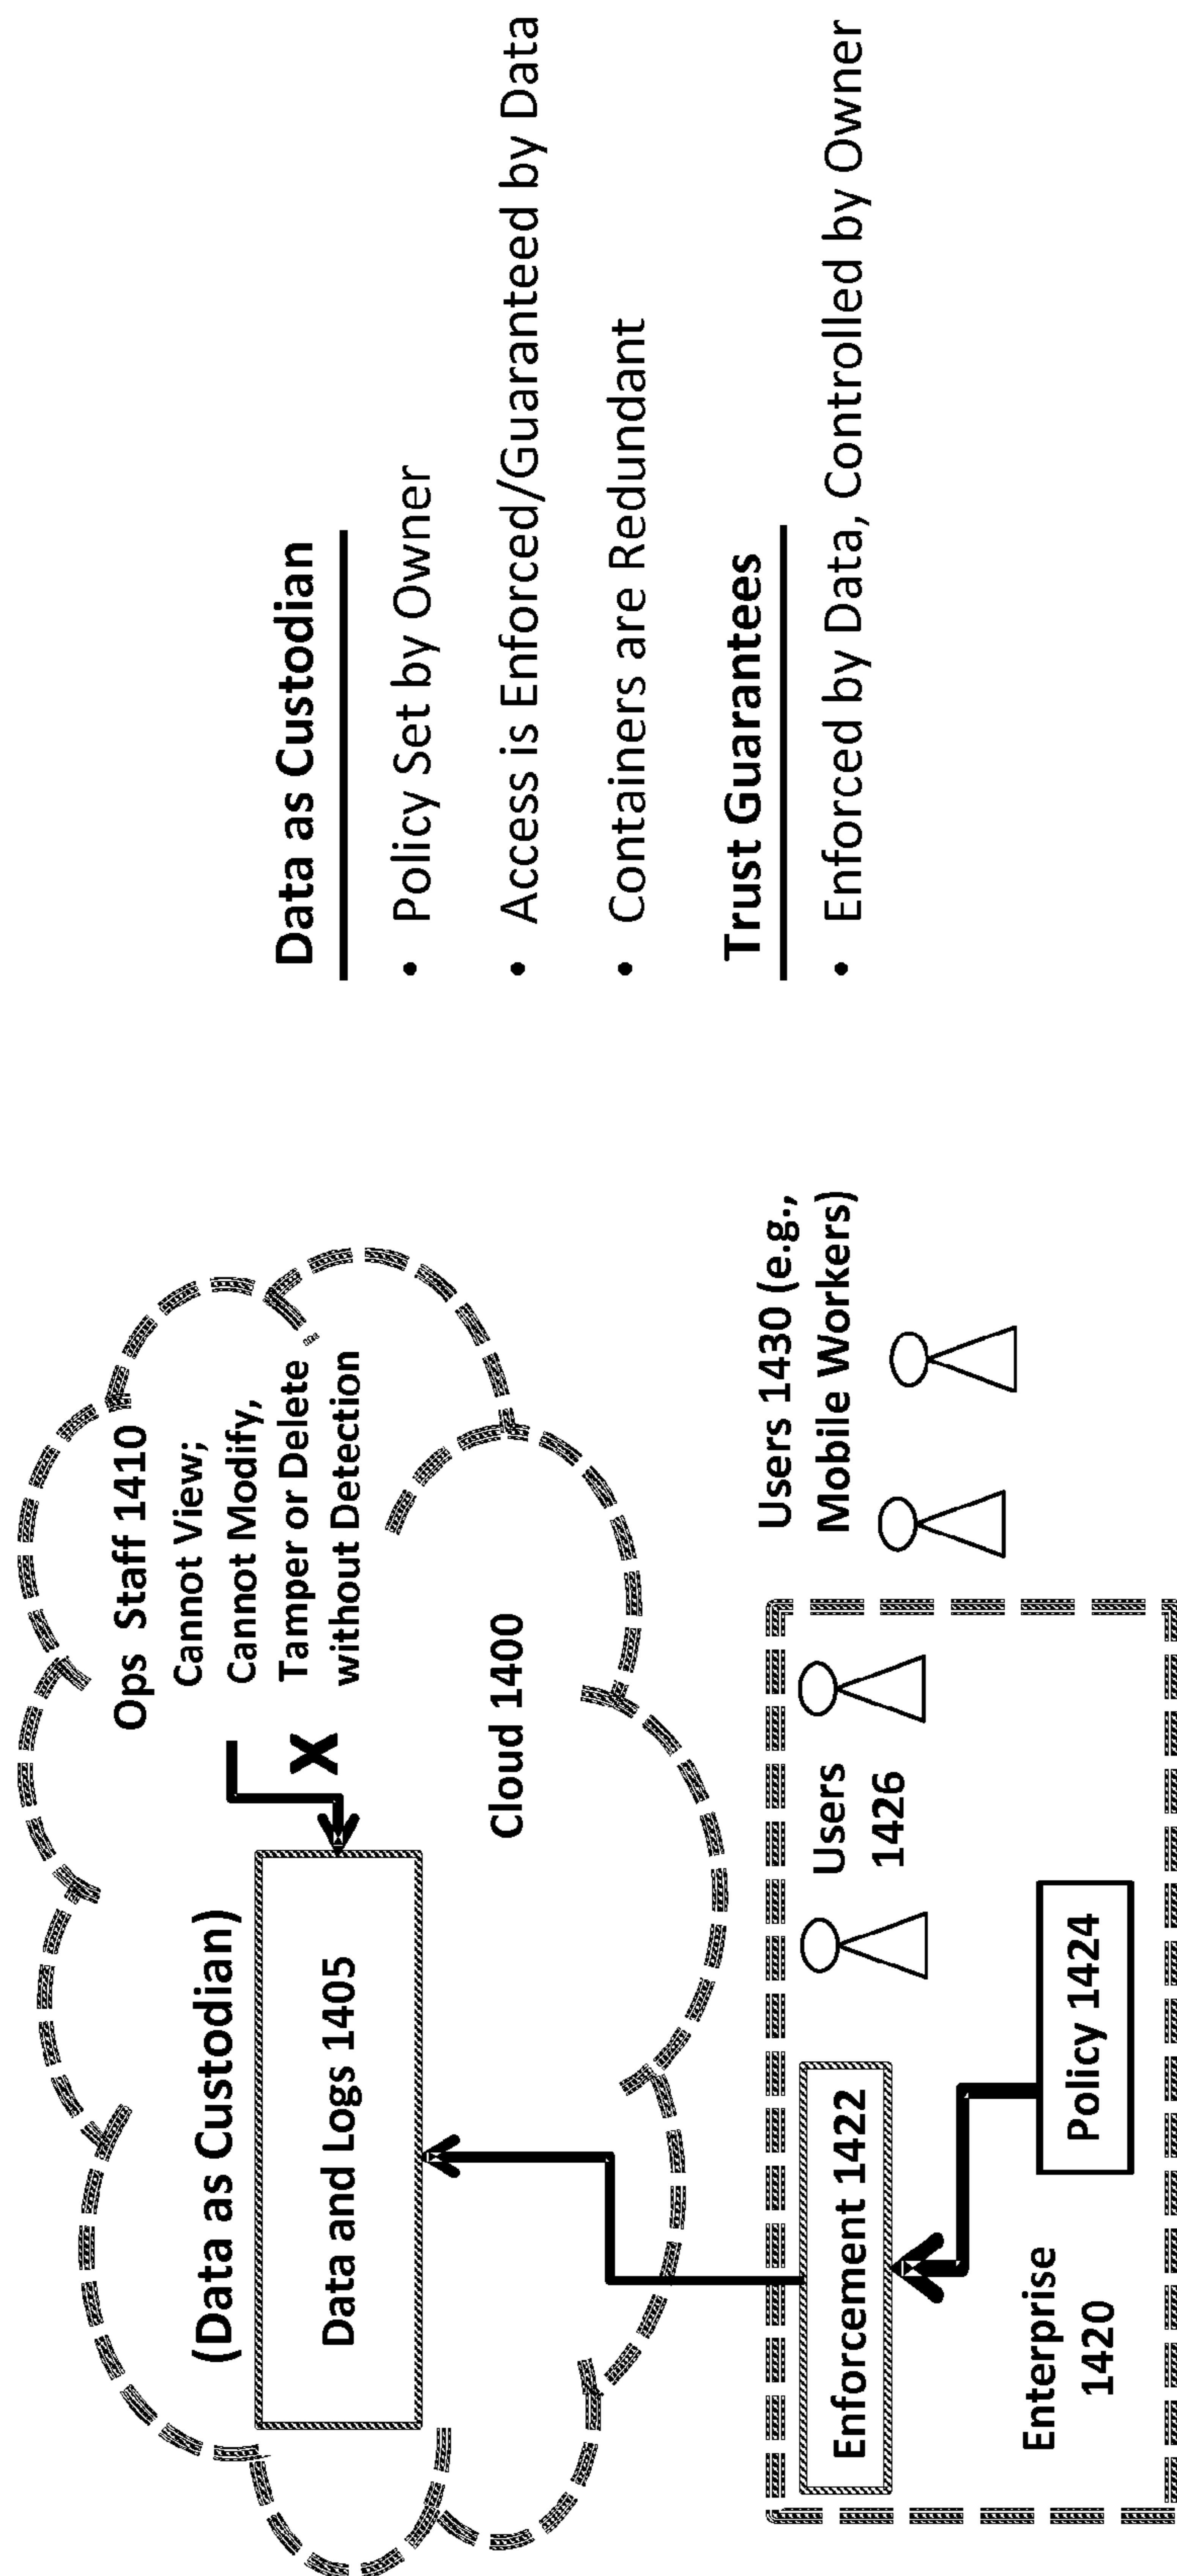 Ops Staff 1410
Cannot View;
Cannot Modify,
Tamper or Delete
without Detection
X
(Data as Custodian)
Data and Logs 1405
Cloud 1400
Users 1430 (e.g.,
Mobile Workers)
Enforcement 1422
Users
1426
Policy 1424
Enterprise
1420
Data as Custodian
• Policy Set by Owner
• Access is Enforced/Guaranteed by Data
• Containers are Redundant
Trust Guarantees
• Enforced by Data, Controlled by Owner